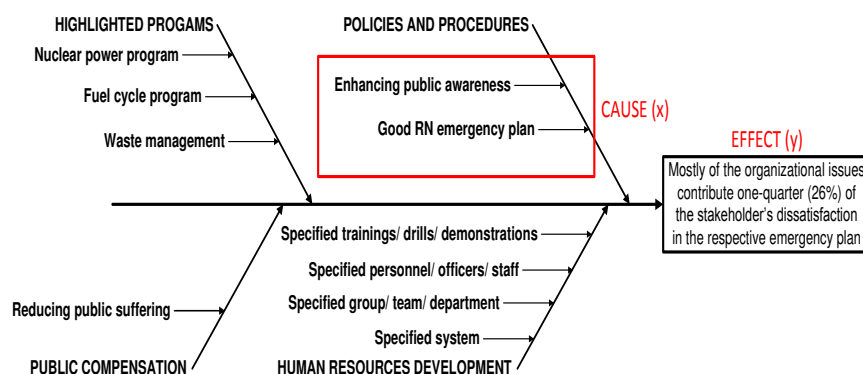 HIGHLIGHTED PROGAMS
Nuclear power program
Fuel cycle program
Waste management
POLICIES AND PROCEDURES
Enhancing public awareness
Good RN emergency plan
CAUSE (x)
EFFECT (y)
Mostly of the organizational issues
contribute one-quarter (26%) of
the stakeholder's dissatisfaction
in the respective emergency plan
Reducing public suffering
PUBLIC COMPENSATION
Specified trainings/ drills/ demonstrations
Specified personnel/ officers/ staff
Specified group/ team/ department
Specified system
HUMAN RESOURCES DEVELOPMENT